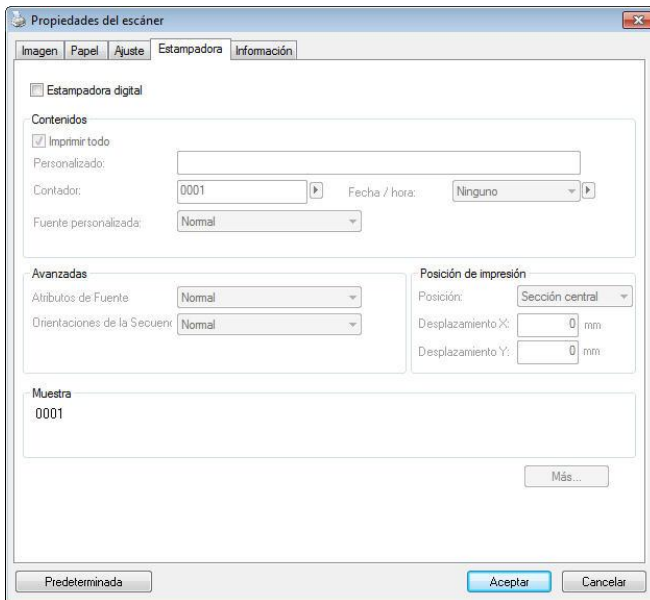 Propiedades del escáner
Imagen Papel Ajuste Estampadora Información
Estampadora digital
Contenidos
Imprimir todo
Personalizado:
Contador: 0001 Fecha / hora: Ninguno
Fuente personalizada: Normal
Avanzadas
Atributos de Fuente Normal
Orientaciones de la Secuenc Normal
Posición de impresión
Posición: Sección central
Desplazamiento X: 0 mm
Desplazamiento Y: 0 mm
Muestra
0001
Más...
Predeterminada Aceptar Cancelar